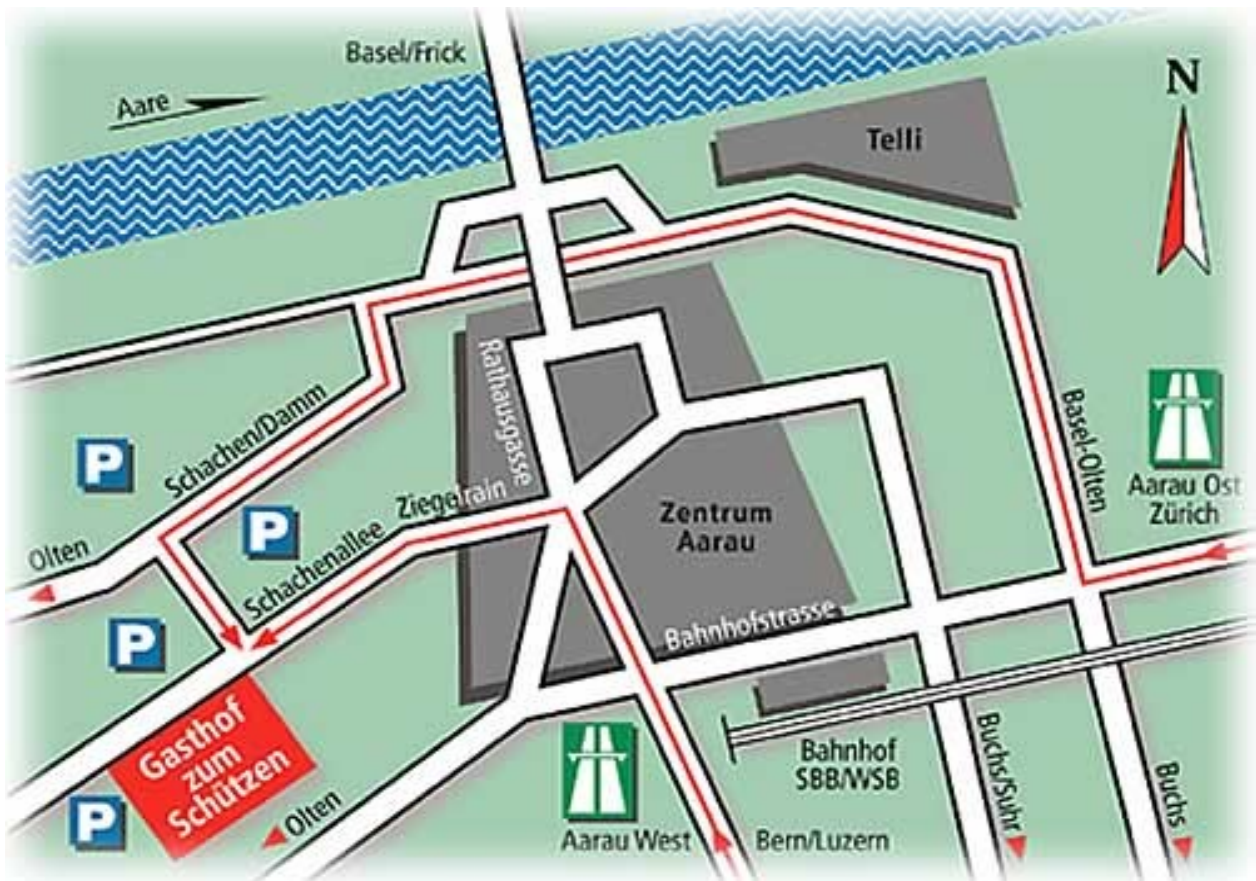 Basel/Frick
N
Aare
Telli
Rathausgasse
Schachen/Damm
Basel-Olten
P
Aarau Ost
Zürich
Ziegelrain
Zentrum
Aarau
P
Olten
Schachenallee
Bahnhofstrasse
P
Gasthof
zum
Schützen
Bahnhof
SBB/WSB
Buchs/Suhr
Buchs
P
Olten
Aarau West
Bern/Luzern